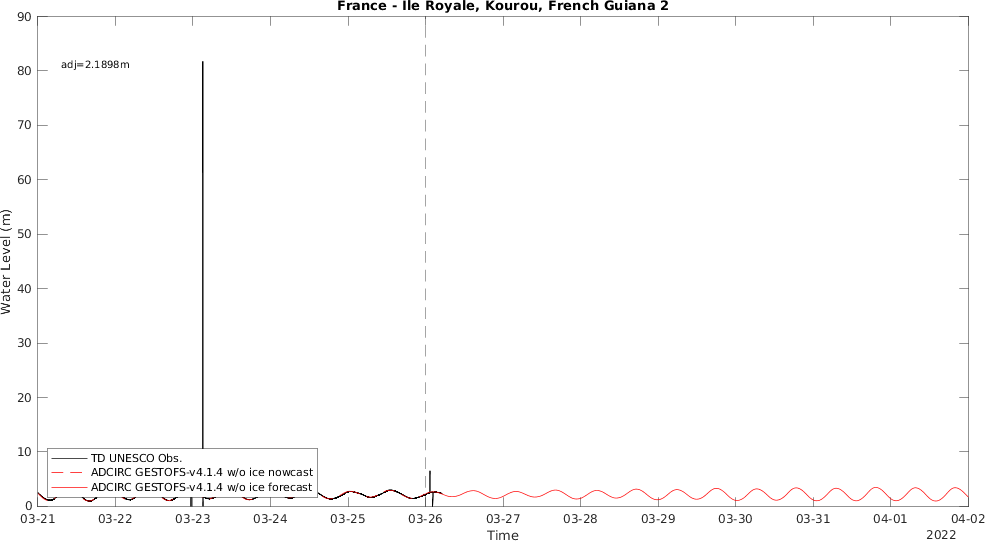 France - Ile Royale, Kourou, French Guiana 2
adj=2.1898m
90
80
70
60
50
40
30
20
10
0
Water Level (m)
TD UNESCO Obs.
ADCIRC GESTOFS-v4.1.4 w/o ice nowcast
ADCIRC GESTOFS-v4.1.4 w/o ice forecast
03-21 03-22 03-23 03-24 03-25 03-26 03-27 03-28 03-29 03-30 03-31 04-01 04-02
Time
2022